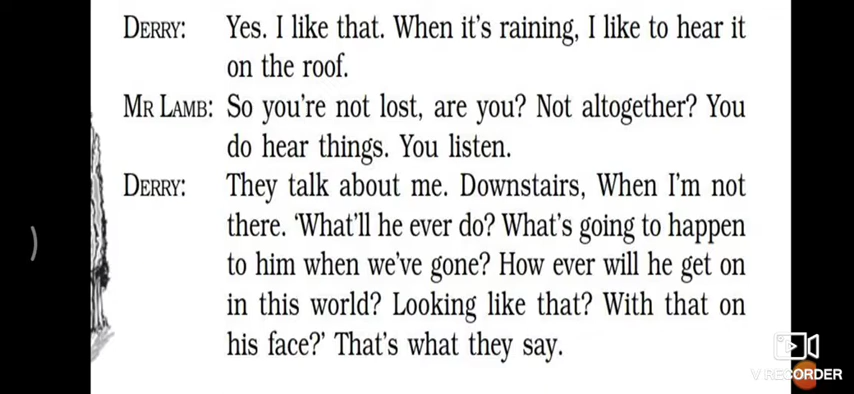 DERRY: Yes. I like that. When it's raining, I like to hear it
on the roof.
MR LAMB: So you're not lost, are you? Not altogether? You
do hear things. You listen.
DERRY: They talk about me. Downstairs, When I'm not
there. 'What'll he ever do? What's going to happen
to him when we've gone? How ever will he get on
in this world? Looking like that? With that on
his face?' That's what they say.
V RECORDER